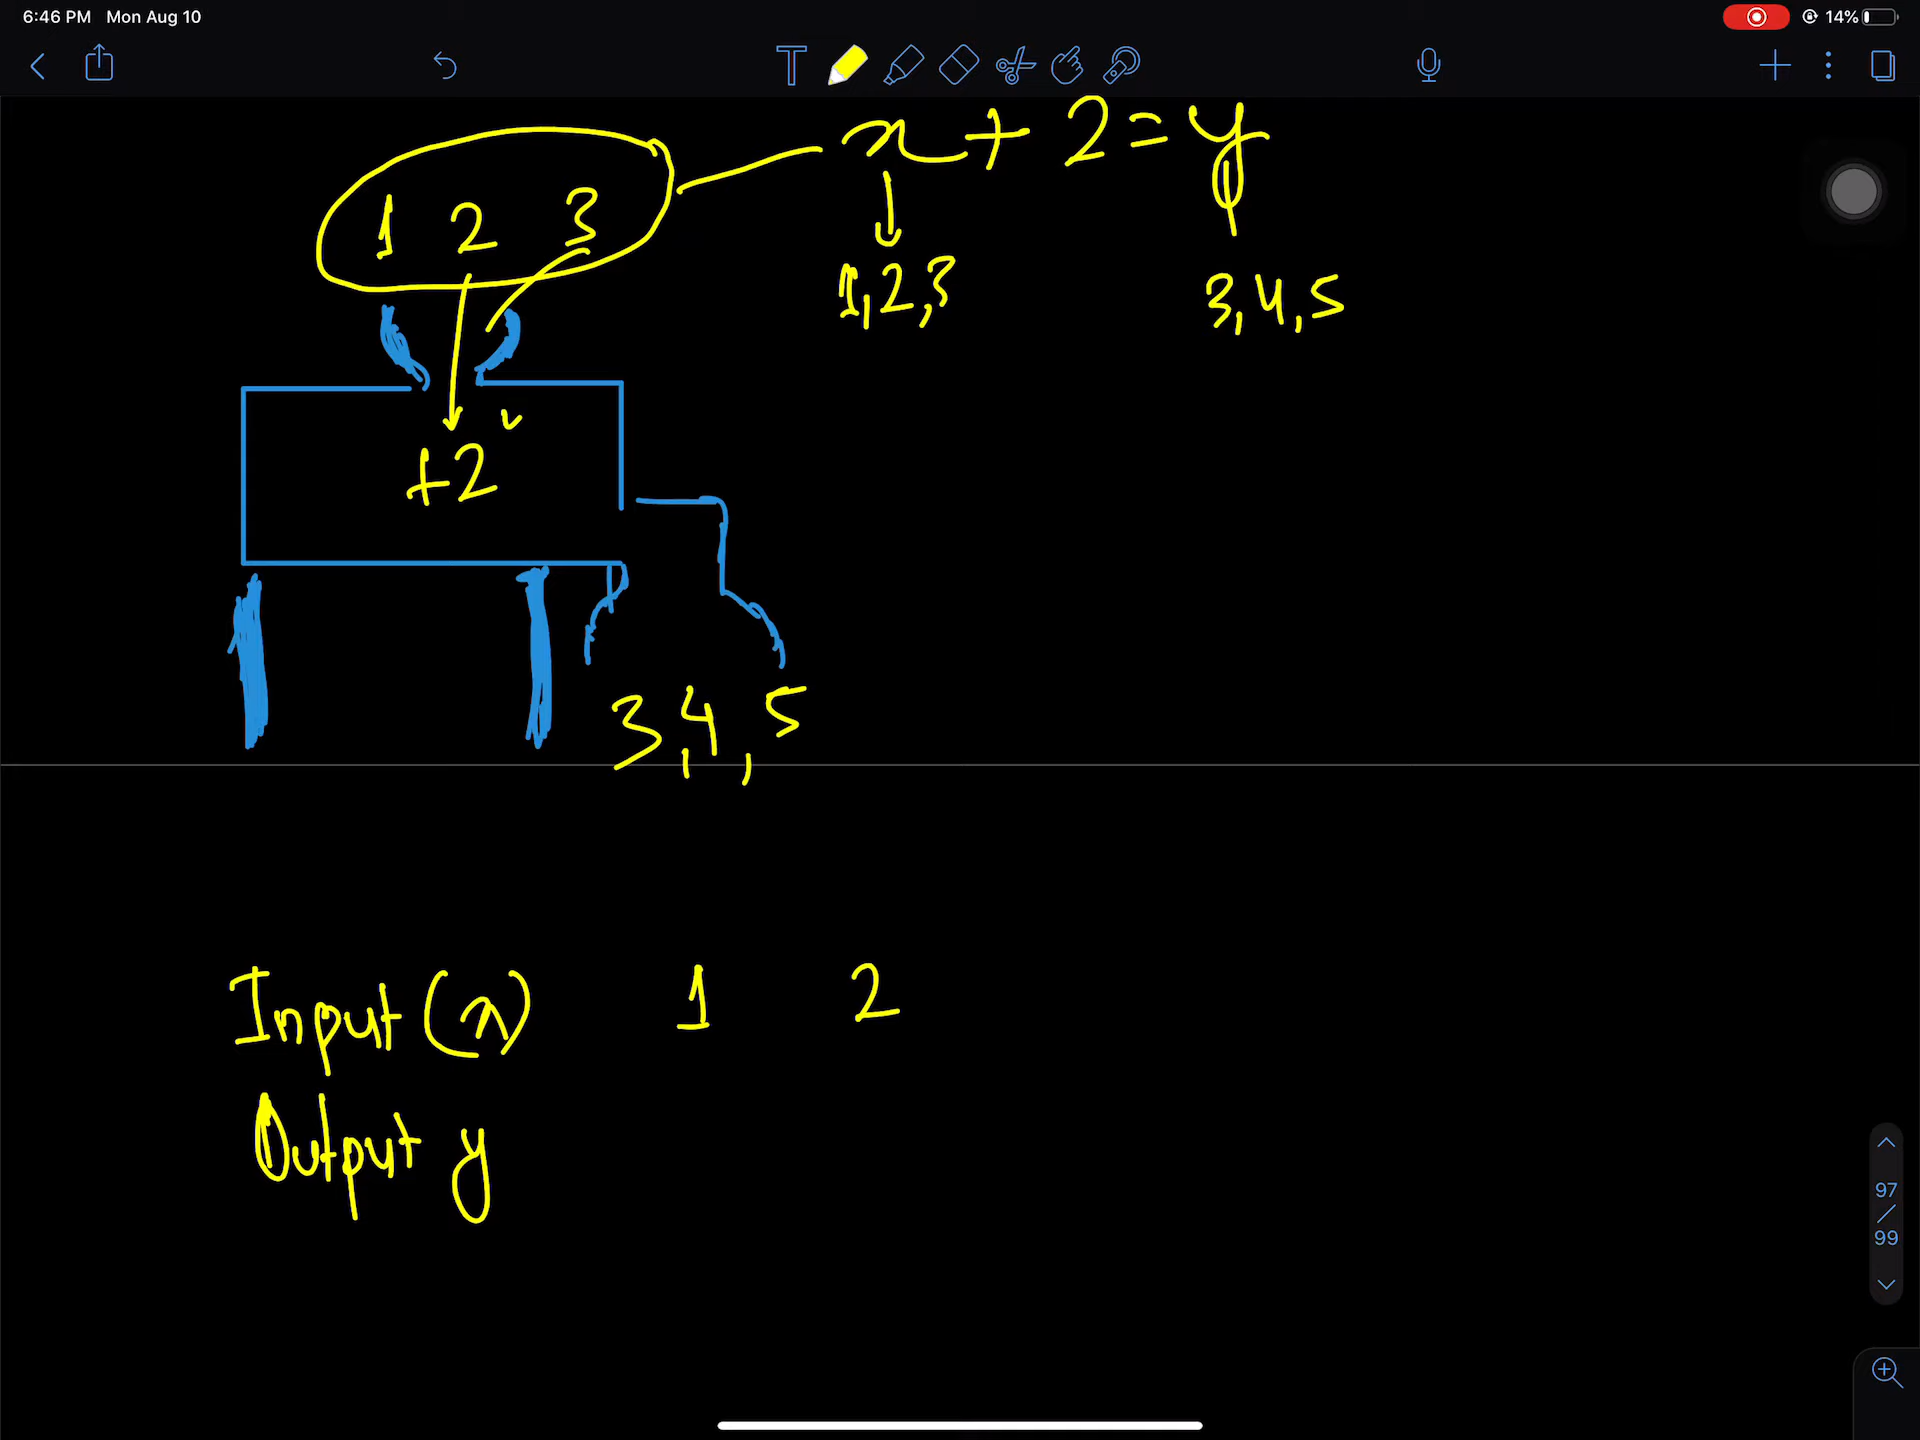 6:46 PM Mon Aug 10
14%
T
x + 2 = y
1 2 3
1,2,3
3,4,5
+2
3,4,5
Input (x) 1 2
Output y
97
/
99